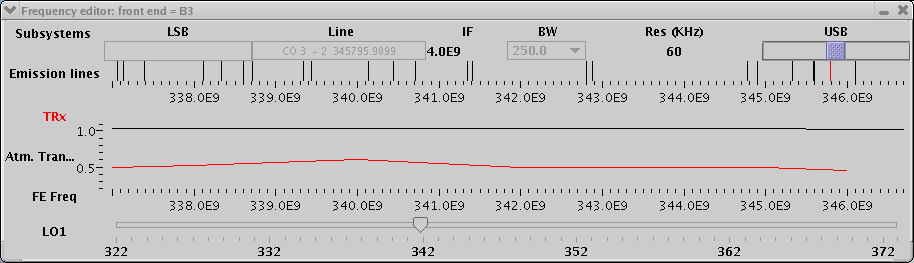 Frequency editor: front end = B3
Subsystems LSB Line IF BW Res (KHz) USB
CO 3 - 2 345795.9899 4.0E9 250.0 60
Emission lines
338.0E9 339.0E9 340.0E9 341.0E9 342.0E9 343.0E9 344.0E9 345.0E9 346.0E9
TRx
1.0
Atm. Tran... 0.5
FE Freq
338.0E9 339.0E9 340.0E9 341.0E9 342.0E9 343.0E9 344.0E9 345.0E9 346.0E9
LO1
322 332 342 352 362 372